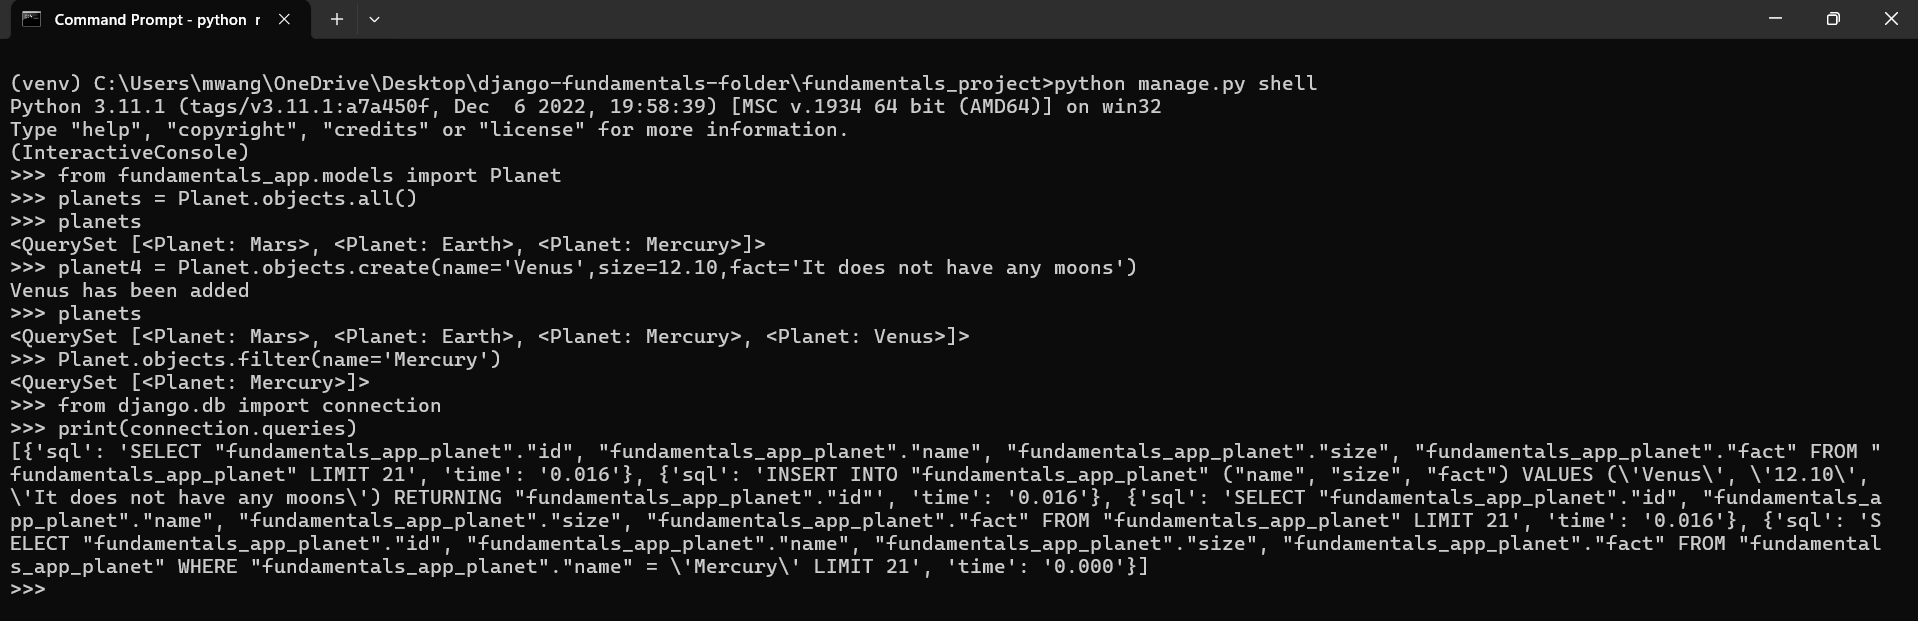 Command Prompt - python r
(venv) C:\Users\mwang\OneDrive\Desktop\django-fundamentals-folder\fundamentals_project>python manage.py shell
Python 3.11.1 (tags/v3.11.1:a7a450f, Dec  6 2022, 19:58:39) [MSC v.1934 64 bit (AMD64)] on win32
Type "help", "copyright", "credits" or "license" for more information.
(InteractiveConsole)
>>> from fundamentals_app.models import Planet
>>> planets = Planet.objects.all()
>>> planets
<QuerySet [<Planet: Mars>, <Planet: Earth>, <Planet: Mercury>]>
>>> planet4 = Planet.objects.create(name='Venus',size=12.10,fact='It does not have any moons')
Venus has been added
>>> planets
<QuerySet [<Planet: Mars>, <Planet: Earth>, <Planet: Mercury>, <Planet: Venus>]>
>>> Planet.objects.filter(name='Mercury')
<QuerySet [<Planet: Mercury>]>
>>> from django.db import connection
>>> print(connection.queries)
[{'sql': 'SELECT "fundamentals_app_planet"."id", "fundamentals_app_planet"."name", "fundamentals_app_planet"."size", "fundamentals_app_planet"."fact" FROM "
fundamentals_app_planet" LIMIT 21', 'time': '0.016'}, {'sql': 'INSERT INTO "fundamentals_app_planet" ("name", "size", "fact") VALUES (\'Venus\', \'12.10\',
\'It does not have any moons\') RETURNING "fundamentals_app_planet"."id"', 'time': '0.016'}, {'sql': 'SELECT "fundamentals_app_planet"."id", "fundamentals_a
pp_planet"."name", "fundamentals_app_planet"."size", "fundamentals_app_planet"."fact" FROM "fundamentals_app_planet" LIMIT 21', 'time': '0.016'}, {'sql': 'S
ELECT "fundamentals_app_planet"."id", "fundamentals_app_planet"."name", "fundamentals_app_planet"."size", "fundamentals_app_planet"."fact" FROM "fundamental
s_app_planet" WHERE "fundamentals_app_planet"."name" = \'Mercury\' LIMIT 21', 'time': '0.000'}]
>>>